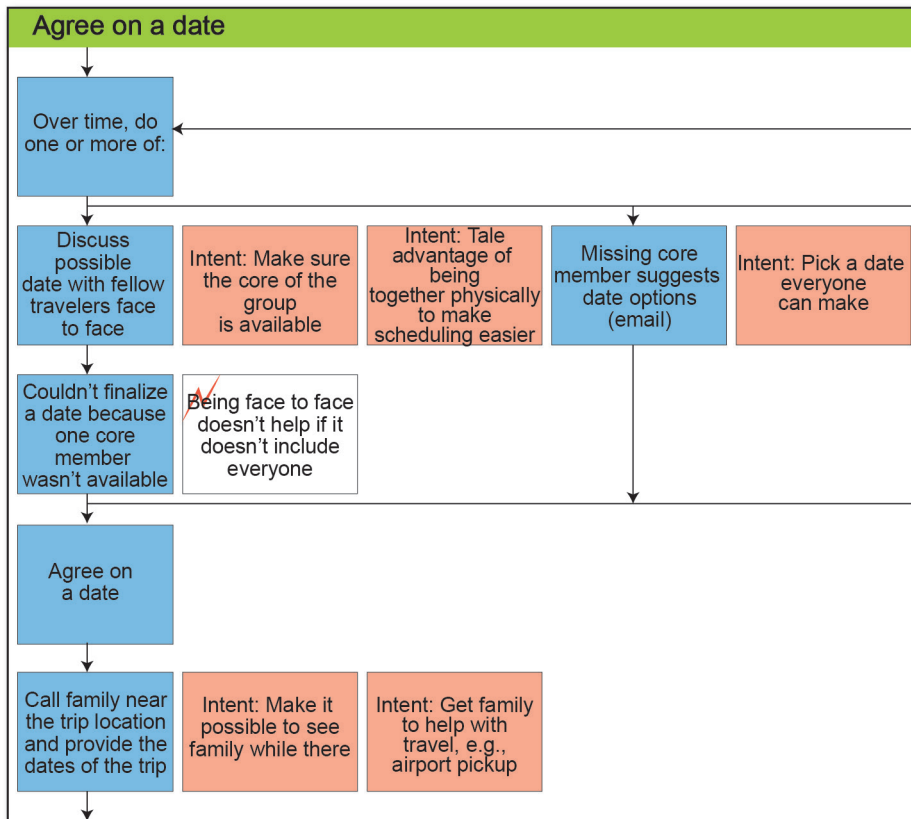 Agree on a date
Over time, do
one or more of:
Discuss
possible
date with fellow
travelers face
to face
Intent: Make sure
the core of the
group
is available
Intent: Tale
advantage of
being
together physically
to make
scheduling easier
Missing core
member suggests
date options
(email)
Intent: Pick a date
everyone
can make
Couldn’t finalize
a date because
one core
member
wasn’t available
Being face to face
doesn’t help if it
doesn’t include
everyone
Agree on
a date
Call family near
the trip location
and provide the
dates of the trip
Intent: Make it
possible to see
family while there
Intent: Get family
to help with
travel, e.g.,
airport pickup